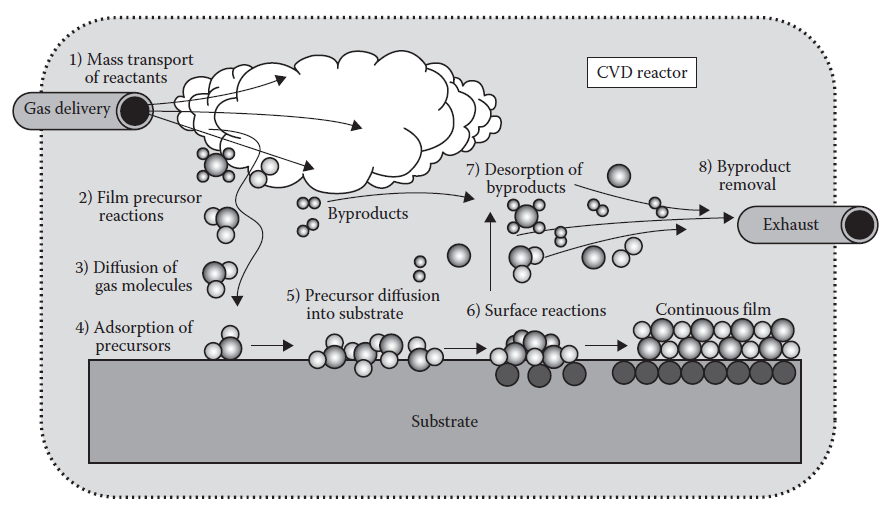 1) Mass transport
of reactants
CVD reactor
Gas delivery
2) Film precursor
reactions
Byproducts
7) Desorption of
byproducts
8) Byproduct
removal
Exhaust
3) Diffusion of
gas molecules
4) Adsorption of
precursors
5) Precursor diffusion
into substrate
6) Surface reactions
Continuous film
Substrate